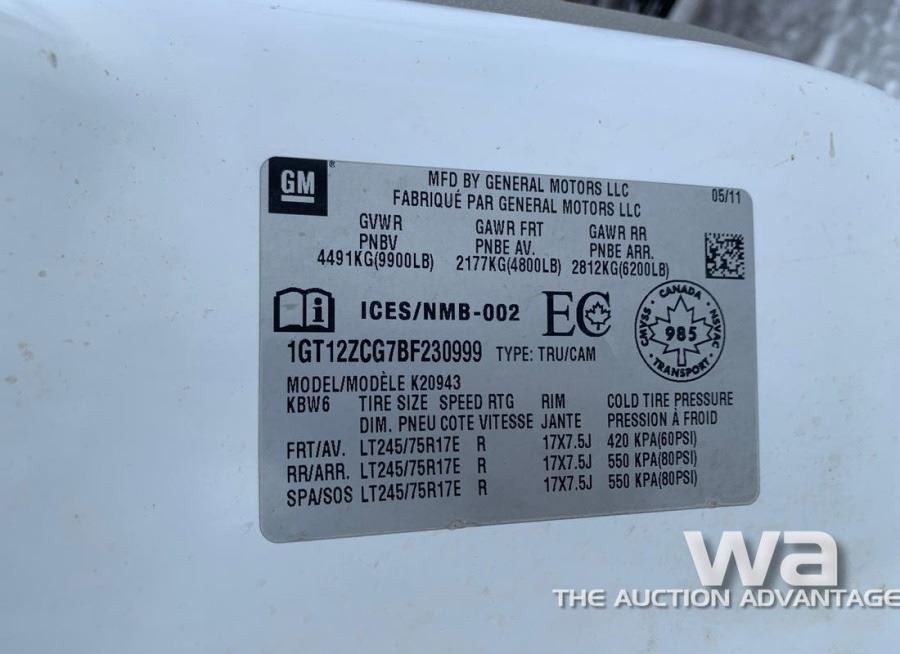 GM
MFD BY GENERAL MOTORS LLC
FABRIQUÉ PAR GENERAL MOTORS LLC
05/11
GVWR GAWR FRT GAWR RR
PNBV PNBE AV. PNBE ARR.
4491KG(9900LB) 2177KG(4800LB) 2812KG(6200LB)
i ICES/NMB-002 EC
CANADA
CMVSS 985 NSVAC
TRANSPORT
1GT12ZCG7BF230999 TYPE: TRU/CAM
MODEL/MODÈLE K20943
KBW6 TIRE SIZE SPEED RTG RIM COLD TIRE PRESSURE
DIM. PNEU COTE VITESSE JANTE PRESSION À FROID
FRT/AV. LT245/75R17E R 17X7.5J 420 KPA(60PSI)
RR/ARR. LT245/75R17E R 17X7.5J 550 KPA(80PSI)
SPA/SOS LT245/75R17E R 17X7.5J 550 KPA(80PSI)
wa
THE AUCTION ADVANTAGE